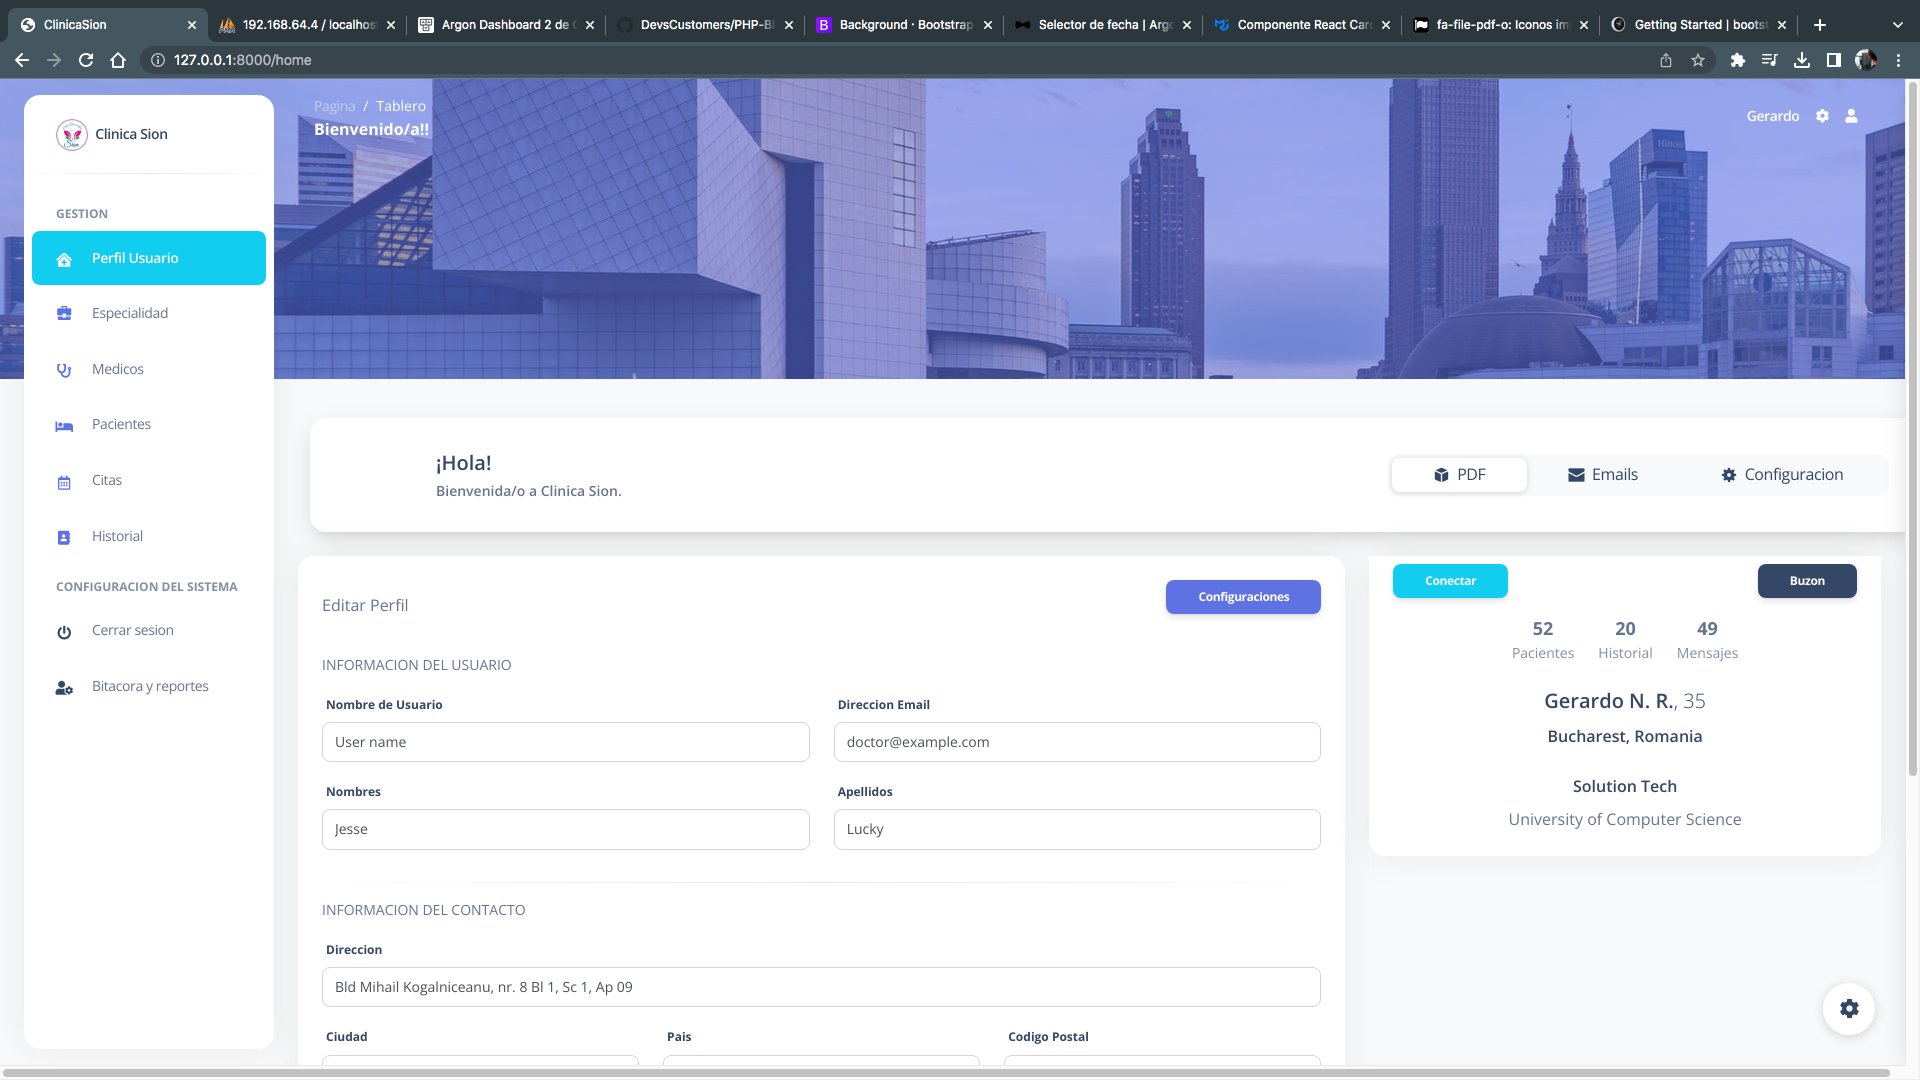 ClinicaSion
192.168.64.4 / localhos
Argon Dashboard 2 de
DevsCustomers/PHP-Bl
Background · Bootstrap
Selector de fecha | Argo
Componente React Card
fa-file-pdf-o: Iconos im
Getting Started | bootst
127.0.0.1:8000/home
Clinica Sion
GESTION
Perfil Usuario
Especialidad
Medicos
Pacientes
Citas
Historial
CONFIGURACION DEL SISTEMA
Cerrar sesion
Bitacora y reportes
Pagina / Tablero
Bienvenido/a!!
Gerardo
Hilton
¡Hola!
Bienvenida/o a Clinica Sion.
PDF
Emails
Configuracion
Editar Perfil
Configuraciones
INFORMACION DEL USUARIO
Nombre de Usuario
Direccion Email
User name
doctor@example.com
Nombres
Apellidos
Jesse
Lucky
INFORMACION DEL CONTACTO
Direccion
Bld Mihail Kogalniceanu, nr. 8 Bl 1, Sc 1, Ap 09
Ciudad
Pais
Codigo Postal
Conectar
Buzon
52
20
49
Pacientes
Historial
Mensajes
Gerardo N. R., 35
Bucharest, Romania
Solution Tech
University of Computer Science